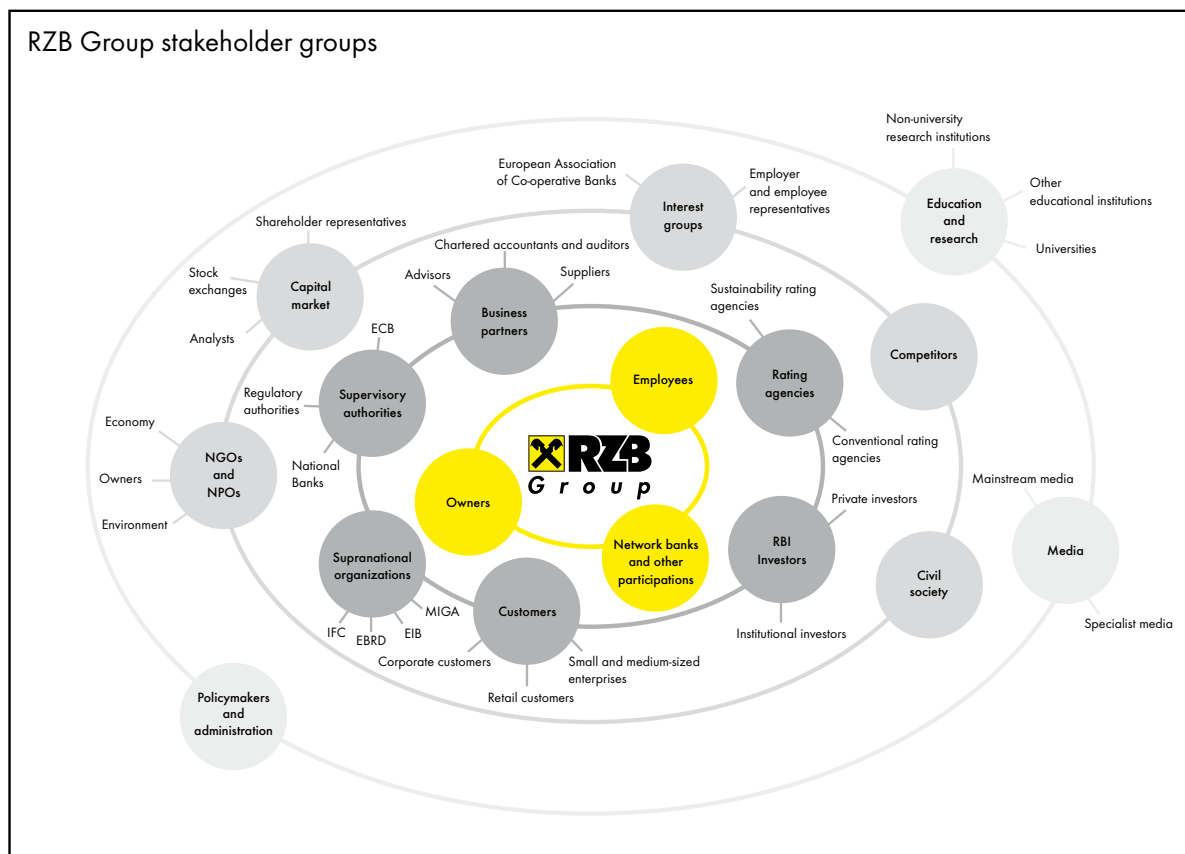 RZB Group stakeholder groups
Non-university
research institutions
Other
educational institutions
Universities
Education
and
research
European Association
of Co-operative Banks
Employer
and employee
representatives
Interest
groups
Shareholder representatives
Stock
exchanges
Analysts
Capital
market
Chartered accountants and auditors
Advisors
Suppliers
Business
partners
Sustainability rating
agencies
Rating
agencies
Conventional rating
agencies
Competitors
ECB
Regulatory
authorities
National
Banks
Supervisory
authorities
Employees
Economy
Owners
Environment
NGOs
and
NPOs
RZB
Group
Owners
Network banks
and other
participations
Private investors
RBI
Investors
Institutional investors
Mainstream media
Media
Specialist media
Civil
society
Supranational
organizations
MIGA
EIB
EBRD
IFC
Customers
Corporate customers
Retail customers
Small and medium-sized
enterprises
Policymakers
and
administration